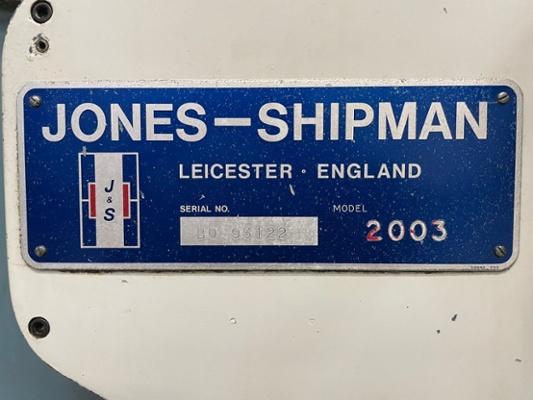 JONES—SHIPMAN
LEICESTER · ENGLAND
J
&
S
SERIAL NO.
MODEL
2003